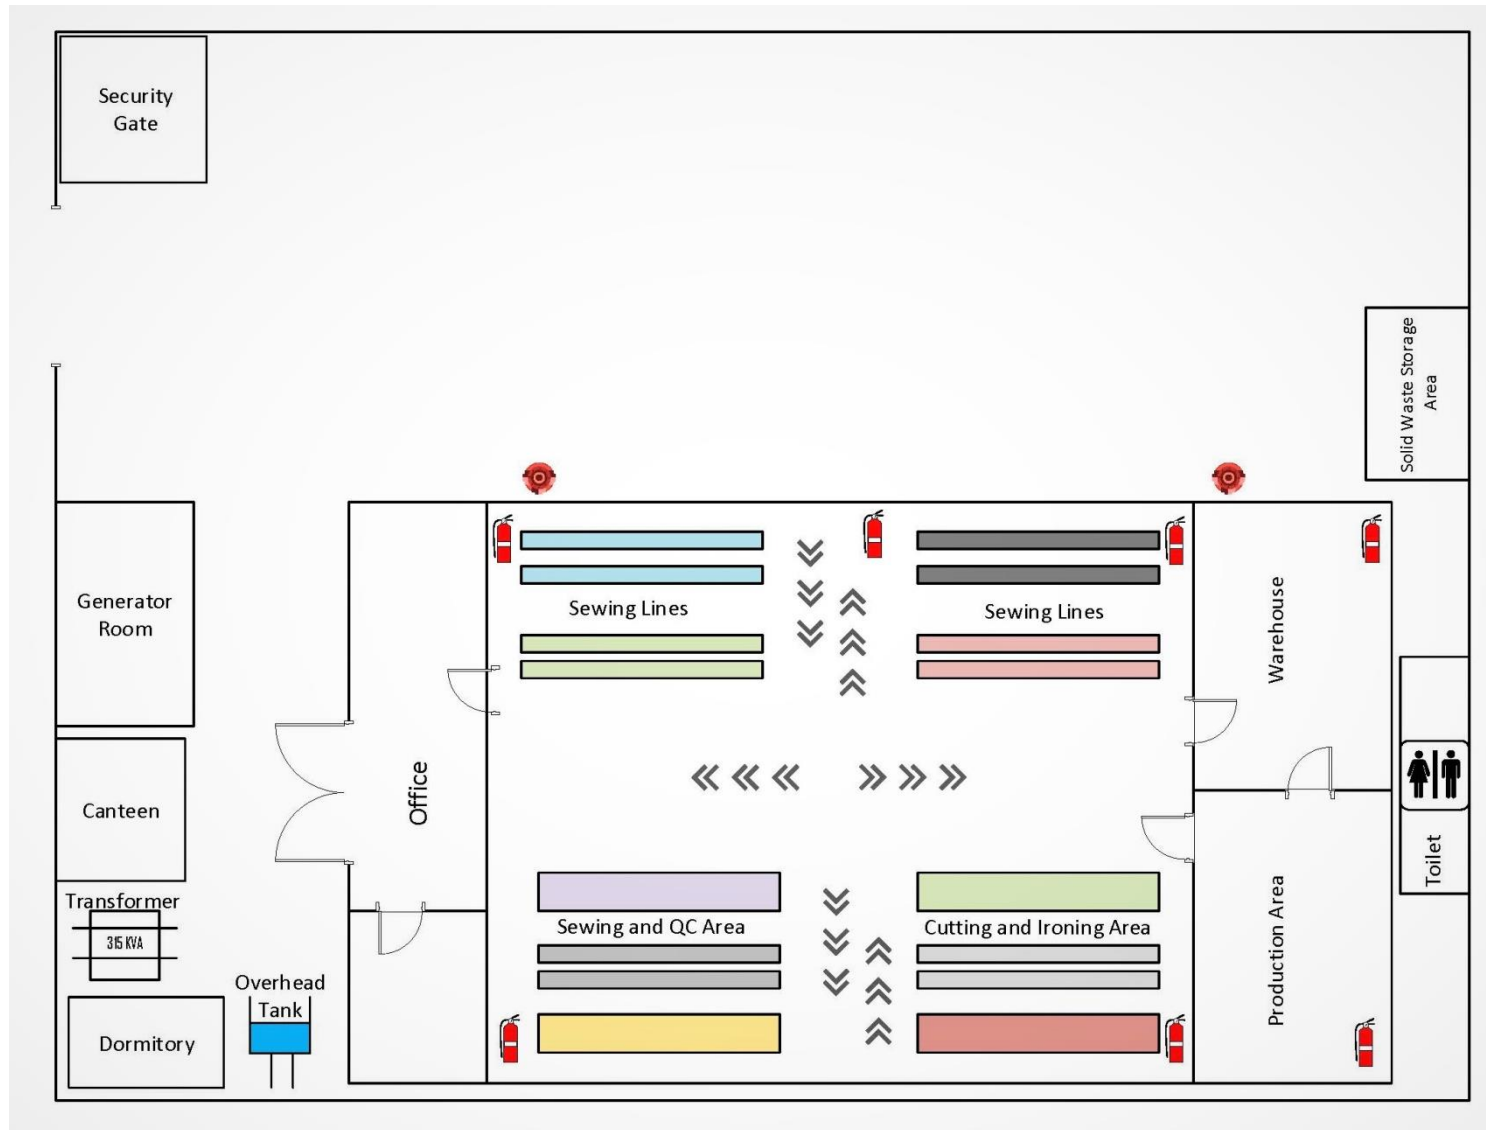 Security
Gate
Solid Waste Storage
Area
Generator
Room
Sewing Lines
Sewing Lines
Warehouse
Office
Canteen
Toilet
Transformer
315 KVA
Sewing and QC Area
Cutting and Ironing Area
Production Area
Overhead
Tank
Dormitory